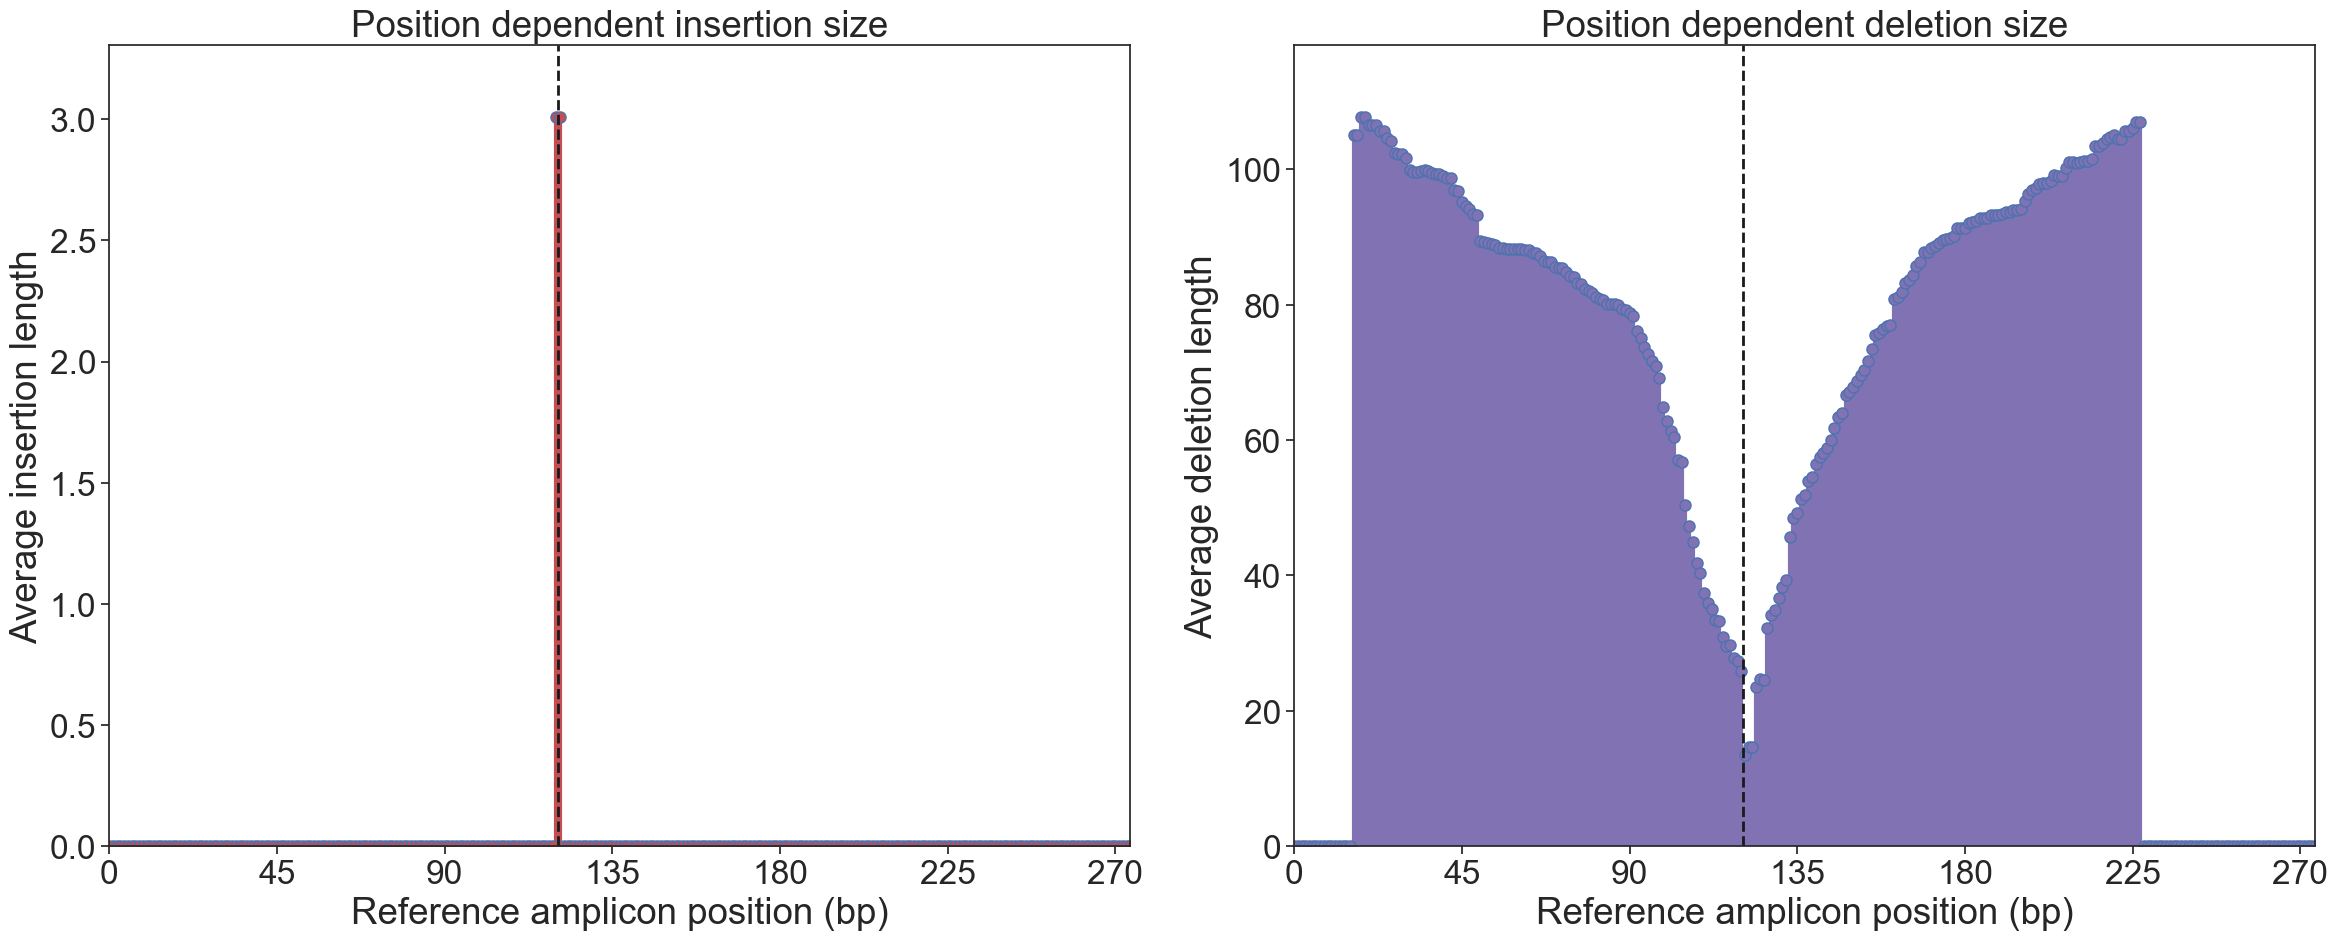 Position dependent insertion size
Average insertion length
3.0
2.5
2.0
1.5
1.0
0.5
0.0
0 45 90 135 180 225 270
Reference amplicon position (bp)
Position dependent deletion size
Average deletion length
100
80
60
40
20
0
0 45 90 135 180 225 270
Reference amplicon position (bp)